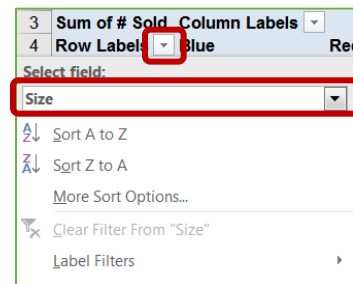 3 Sum of # Sold Column Labels
4 Row Labels Blue
Select field:
Size
Sort A to Z
Sort Z to A
More Sort Options...
Clear Filter From "Size"
Label Filters